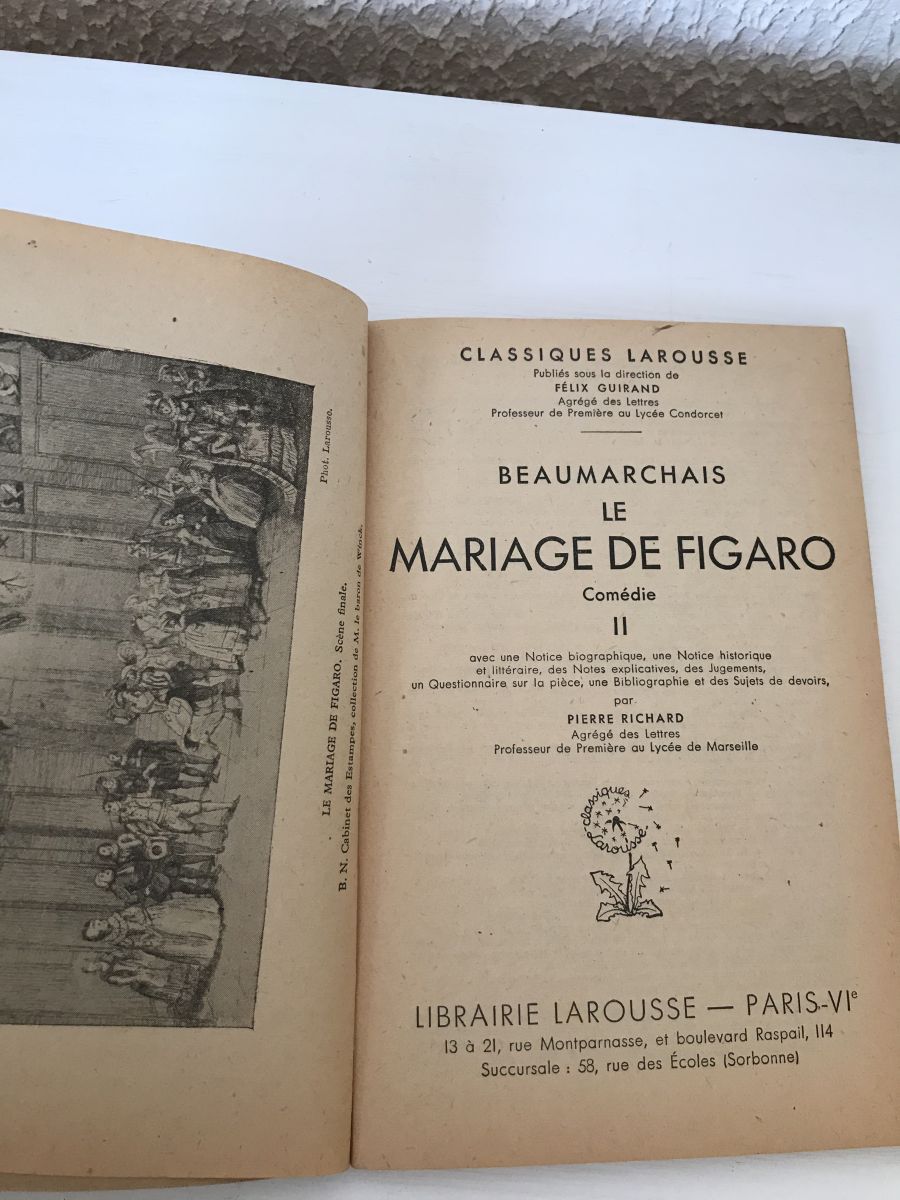 Phot. Larousse.
LE MARIAGE DE FIGARO. Scène finale.
B. N. Cabinet des Estampes, collection de M. le baron de Vinck.
CLASSIQUES LAROUSSE
Publiés sous la direction de
FÉLIX GUIRAND
Agrégé des Lettres
Professeur de Première au Lycée Condorcet
BEAUMARCHAIS
LE
MARIAGE DE FIGARO
Comédie
II
avec une Notice biographique, une Notice historique
et littéraire, des Notes explicatives, des Jugements,
un Questionnaire sur la pièce, une Bibliographie et des Sujets de devoirs,
par
PIERRE RICHARD
Agrégé des Lettres
Professeur de Première au Lycée de Marseille
classiques
Larousse
LIBRAIRIE LAROUSSE — PARIS-VIe
13 à 21, rue Montparnasse, et boulevard Raspail, 114
Succursale : 58, rue des Écoles (Sorbonne)